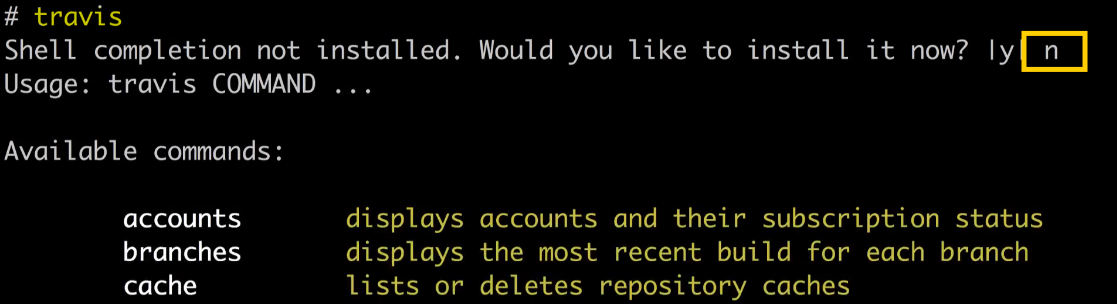 # travis
Shell completion not installed. Would you like to install it now? |y| n
Usage: travis COMMAND ...
Available commands:
accounts displays accounts and their subscription status
branches displays the most recent build for each branch
cache lists or deletes repository caches